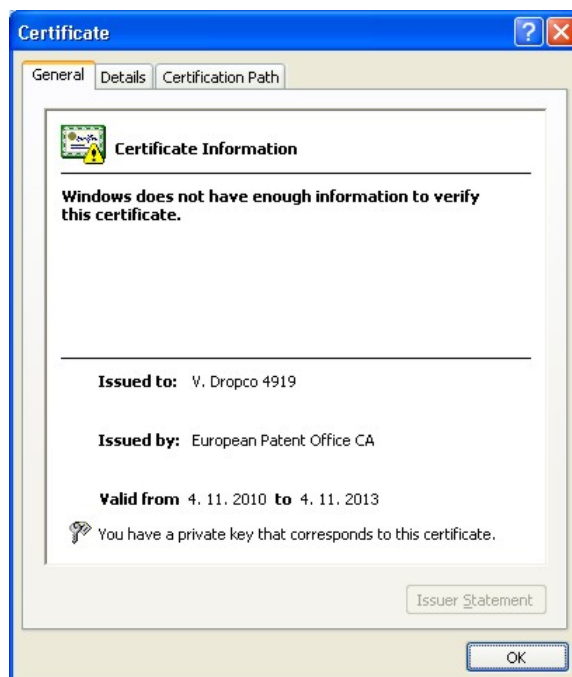 Certificate
General Details Certification Path
Certificate Information
Windows does not have enough information to verify
this certificate.
Issued to: V. Dropco 4919
Issued by: European Patent Office CA
Valid from 4. 11. 2010 to 4. 11. 2013
You have a private key that corresponds to this certificate.
Issuer Statement
OK